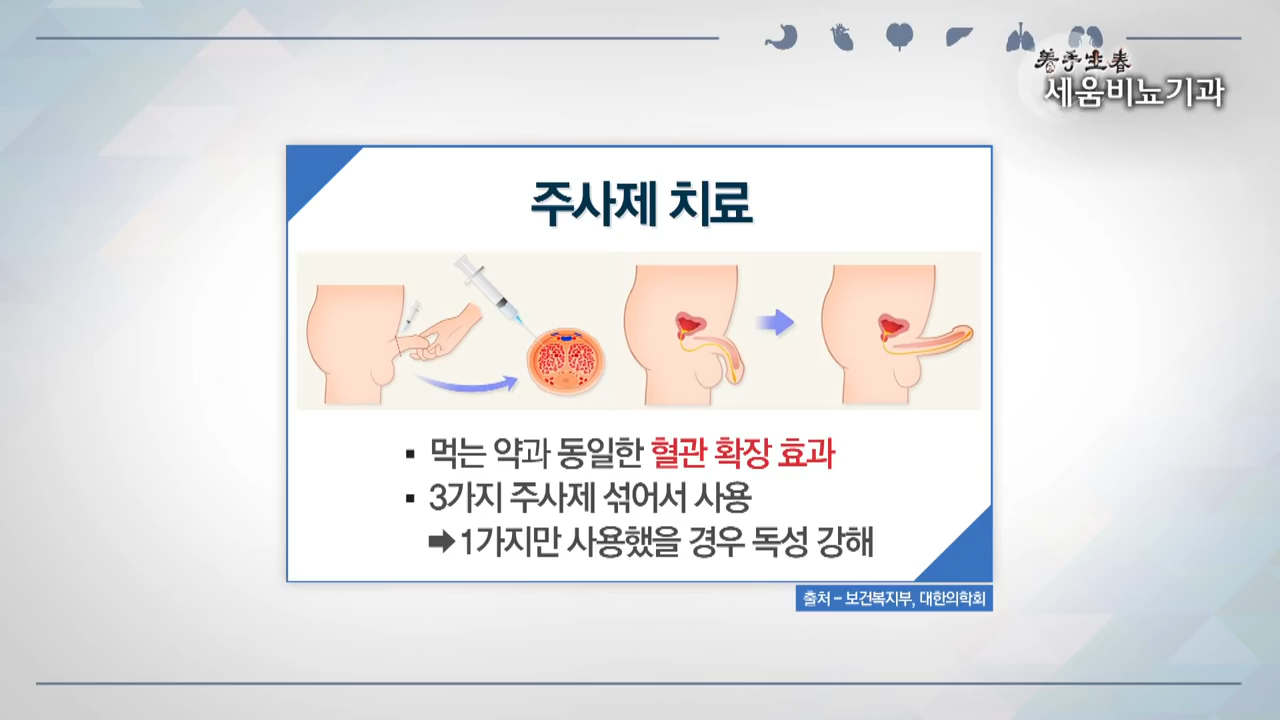 着手生春
세움비뇨기과
주사제 치료
▪ 먹는 약과 동일한 혈관 확장 효과
▪ 3가지 주사제 섞어서 사용
➡ 1가지만 사용했을 경우 독성 강해
출처 - 보건복지부, 대한의학회